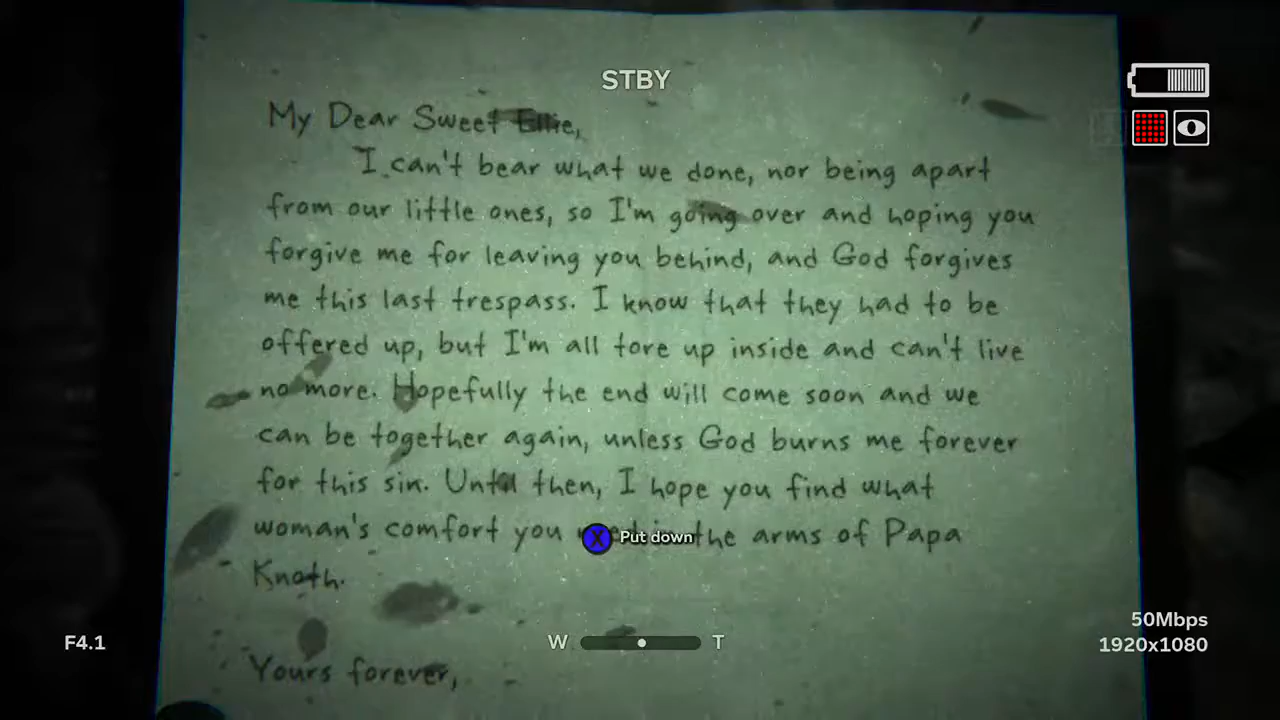 STBY
My Dear Sweet Ellie,
I can't bear what we done, nor being apart
from our little ones, so I'm going over and hoping you
forgive me for leaving you behind, and God forgives
me this last trespass. I know that they had to be
offered up, but I'm all tore up inside and can't live
no more. Hopefully the end will come soon and we
can be together again, unless God burns me forever
for this sin. Until then, I hope you find what
woman's comfort you the arms of Papa
X Put down
Knoth.
50Mbps
F4.1
W T
1920x1080
Yours forever,